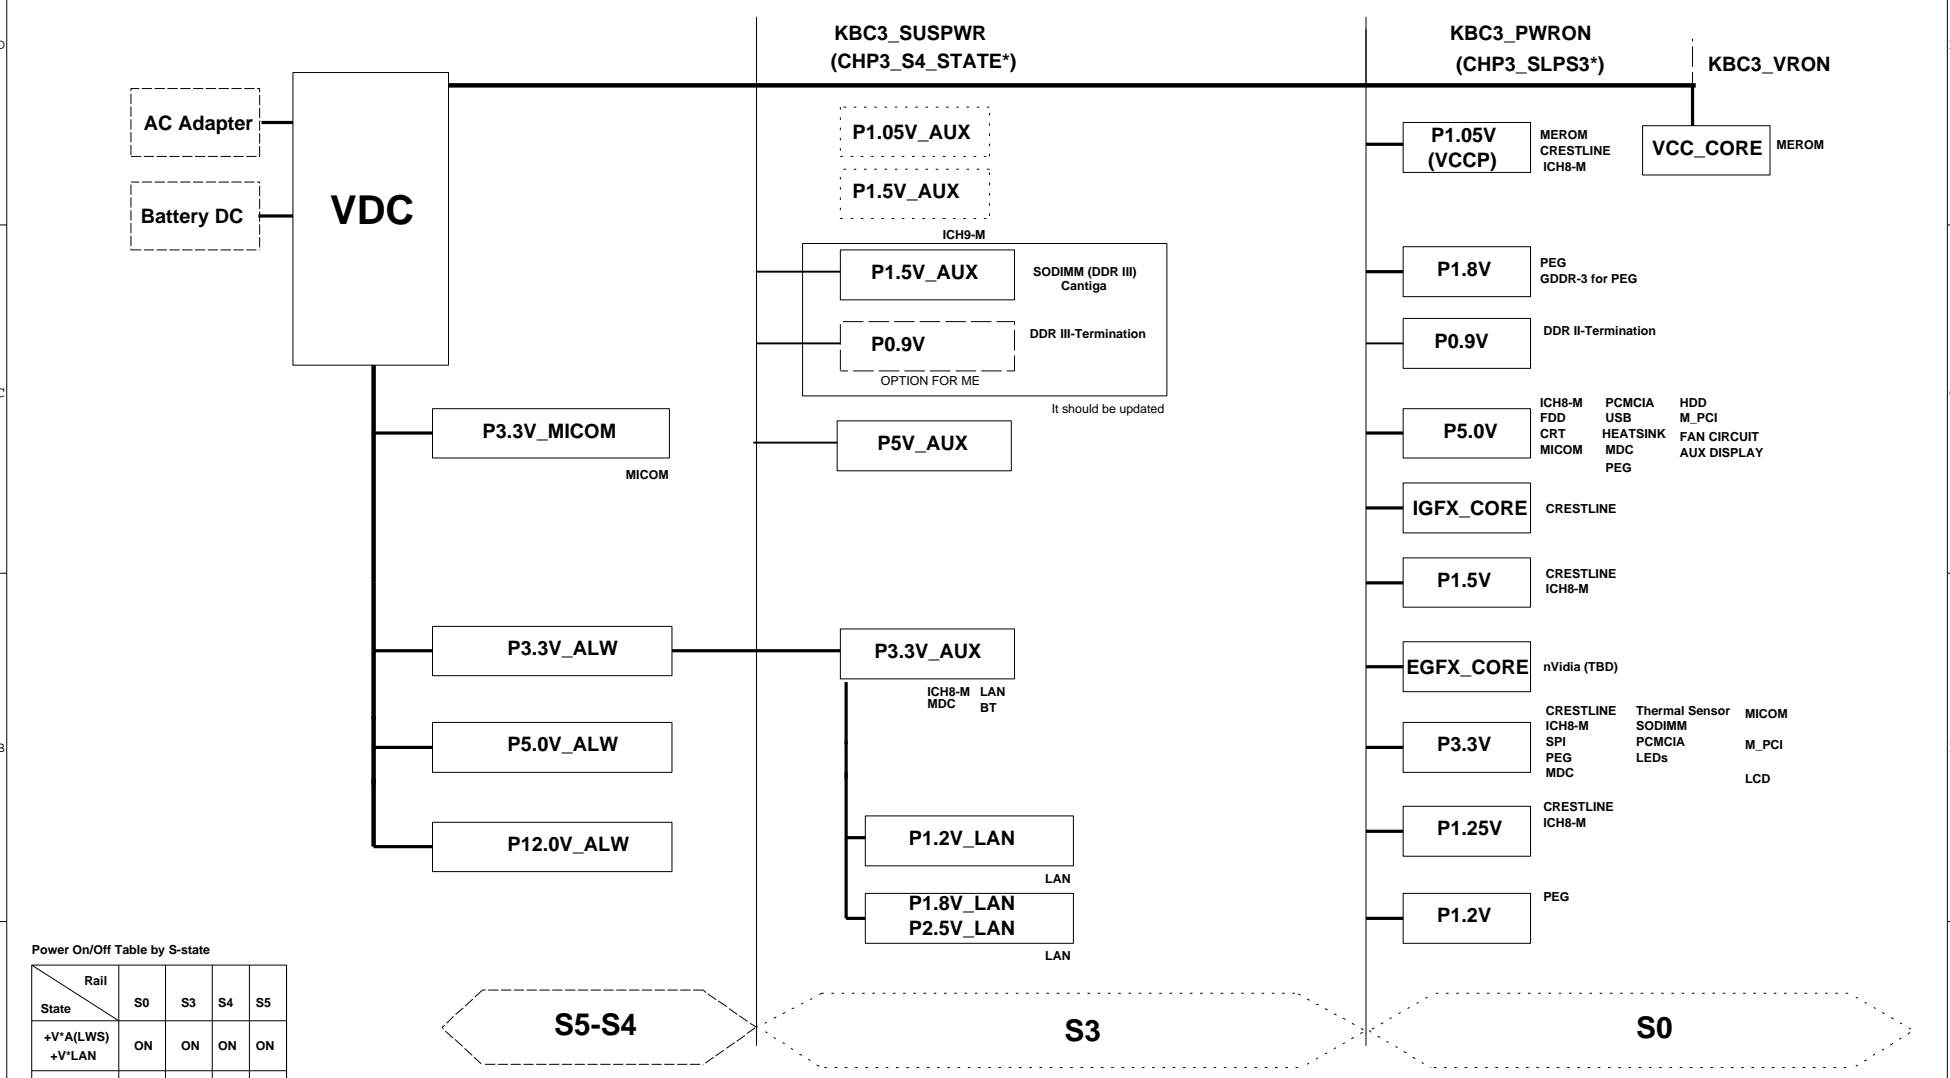 KBC3_SUSPWR
(CHP3_S4_STATE*)
KBC3_PWRON
(CHP3_SLPS3*)
KBC3_VRON
AC Adapter
Battery DC
VDC
P1.05V_AUX
P1.5V_AUX
ICH9-M
P1.5V_AUX
SODIMM (DDR III)
Cantiga
P0.9V
DDR III-Termination
OPTION FOR ME
It should be updated
P5V_AUX
P3.3V_MICOM
MICOM
P3.3V_ALW
P5.0V_ALW
P12.0V_ALW
P3.3V_AUX
ICH8-M LAN
MDC BT
P1.2V_LAN
LAN
P1.8V_LAN
P2.5V_LAN
LAN
P1.05V
(VCCP)
MEROM
CRESTLINE
ICH8-M
VCC_CORE
MEROM
P1.8V
PEG
GDDR-3 for PEG
P0.9V
DDR II-Termination
P5.0V
ICH8-M PCMCIA HDD
FDD USB M_PCI
CRT HEATSINK FAN CIRCUIT
MICOM MDC AUX DISPLAY
PEG
IGFX_CORE
CRESTLINE
P1.5V
CRESTLINE
ICH8-M
EGFX_CORE
nVidia (TBD)
P3.3V
CRESTLINE Thermal Sensor MICOM
ICH8-M SODIMM
SPI PCMCIA M_PCI
PEG LEDs
MDC LCD
P1.25V
CRESTLINE
ICH8-M
P1.2V
PEG
Power On/Off Table by S-state
Rail
State S0 S3 S4 S5
+V*A(LWS)
+V*LAN
ON ON ON ON
S5-S4
S3
S0